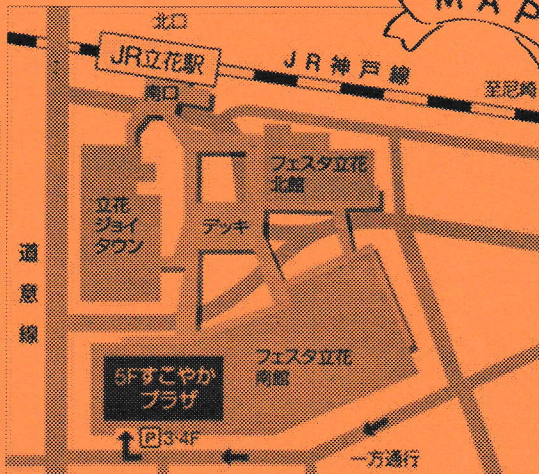 MAP
北口
JR立花駅
JR神戸線
至尼崎
南口
フェスタ立花
北館
立花
ジョイ
タウン
デッキ
道意線
フェスタ立花
南館
5Fすこやか
プラザ
P3·4F
一方通行